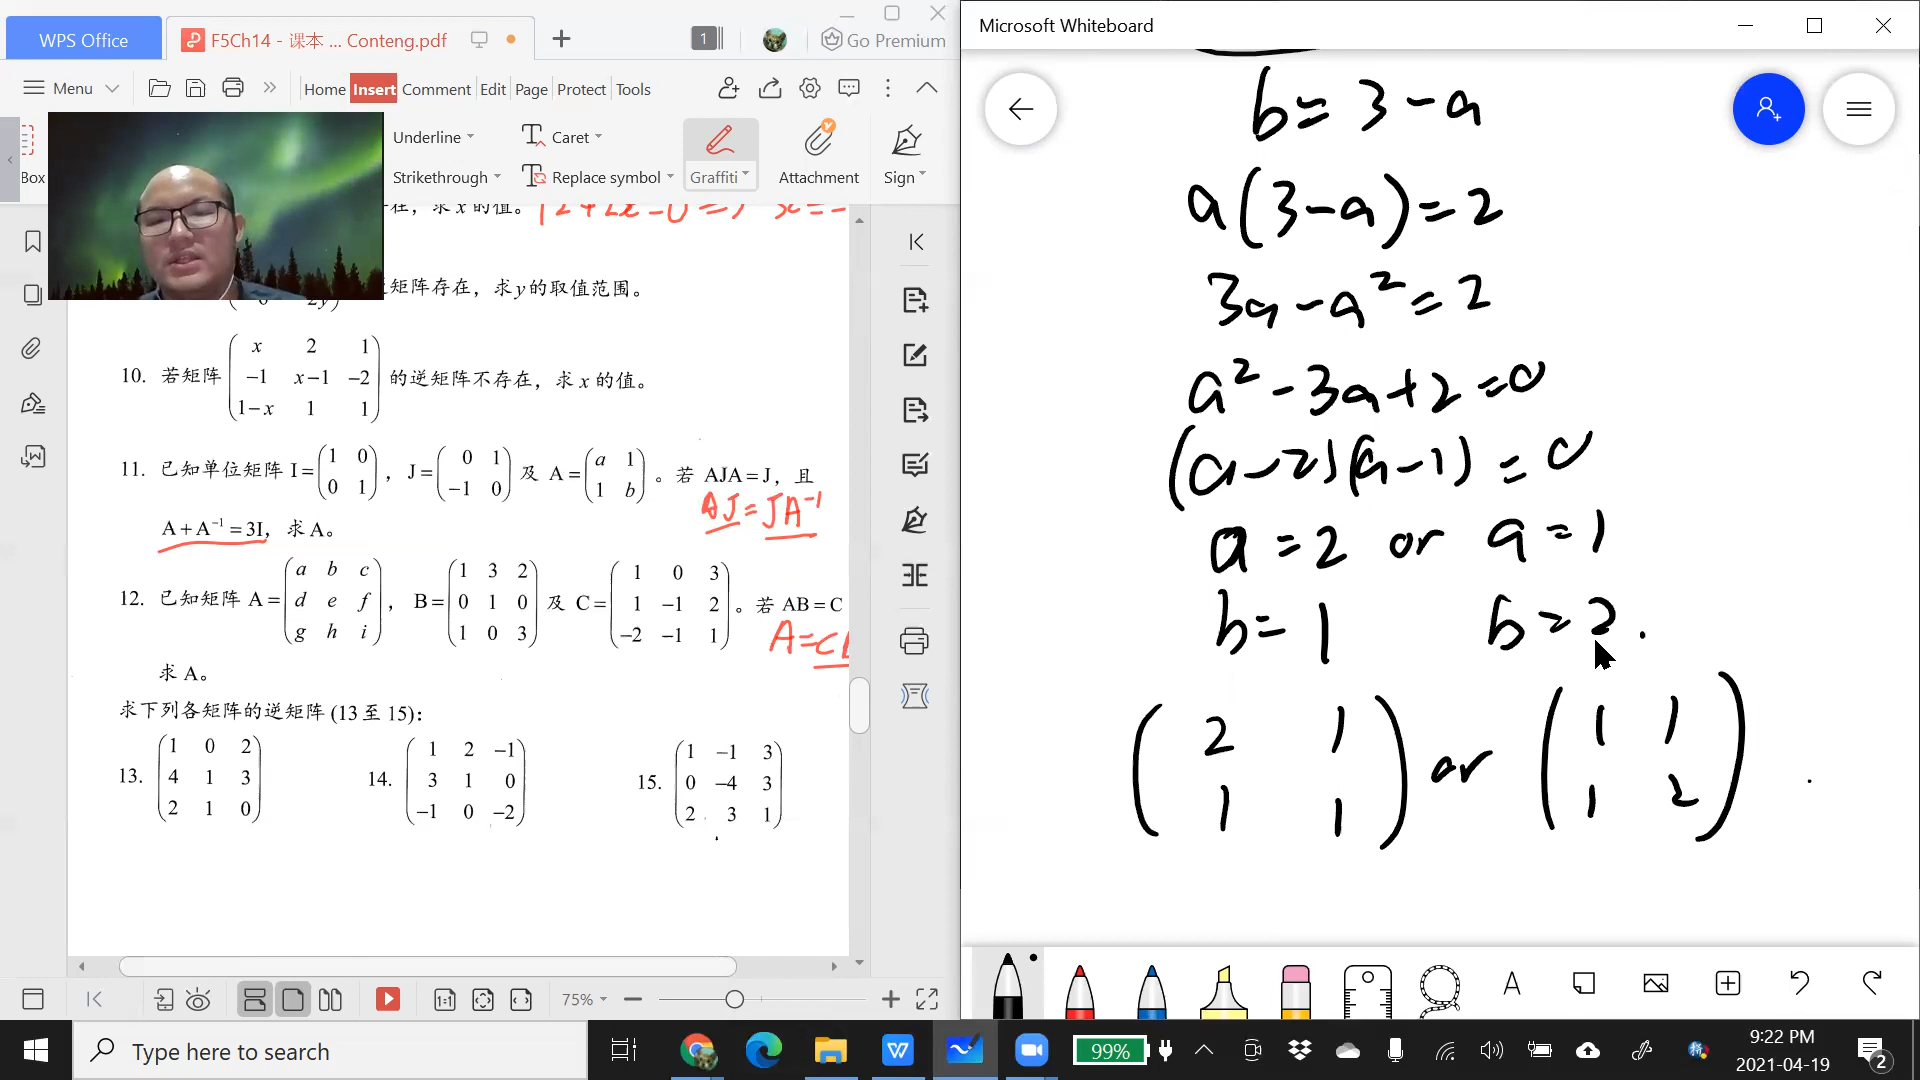 WPS Office
F5Ch14 - 课本 ... Conteng.pdf
1
Go Premium
Menu
Home Insert Comment Edit Page Protect Tools
Box
Underline
Caret
Strikethrough
Replace symbol
Graffiti
Attachment
Sign
在，求 x 的值。
矩阵存在，求 y 的取值范围。
10. 若矩阵 (x 2 1; -1 x-1 -2; 1-x 1 1) 的逆矩阵不存在，求 x 的值。
11. 已知单位矩阵 I = (1 0; 0 1)，J = (0 1; -1 0) 及 A = (a 1; 1 b)。若 AJA = J，且
AJ = JA⁻¹
A + A⁻¹ = 3I，求 A。
12. 已知矩阵 A = (a b c; d e f; g h i)，B = (1 3 2; 0 1 0; 1 0 3) 及 C = (1 0 3; 1 -1 2; -2 -1 1)。若 AB = C
A = C
求 A。
求下列各矩阵的逆矩阵 (13 至 15)：
13. (1 0 2; 4 1 3; 2 1 0) 14. (1 2 -1; 3 1 0; -1 0 -2) 15. (1 -1 3; 0 -4 3; 2 3 1)
75%
Microsoft Whiteboard
b = 3 - a
a(3-a) = 2
3a - a² = 2
a² - 3a + 2 = 0
(a-2)(a-1) = 0
a = 2 or a = 1
b = 1 b = 2.
(2 1; 1 1) or (1 1; 1 2).
Type here to search
99%
9:22 PM
2021-04-19
2